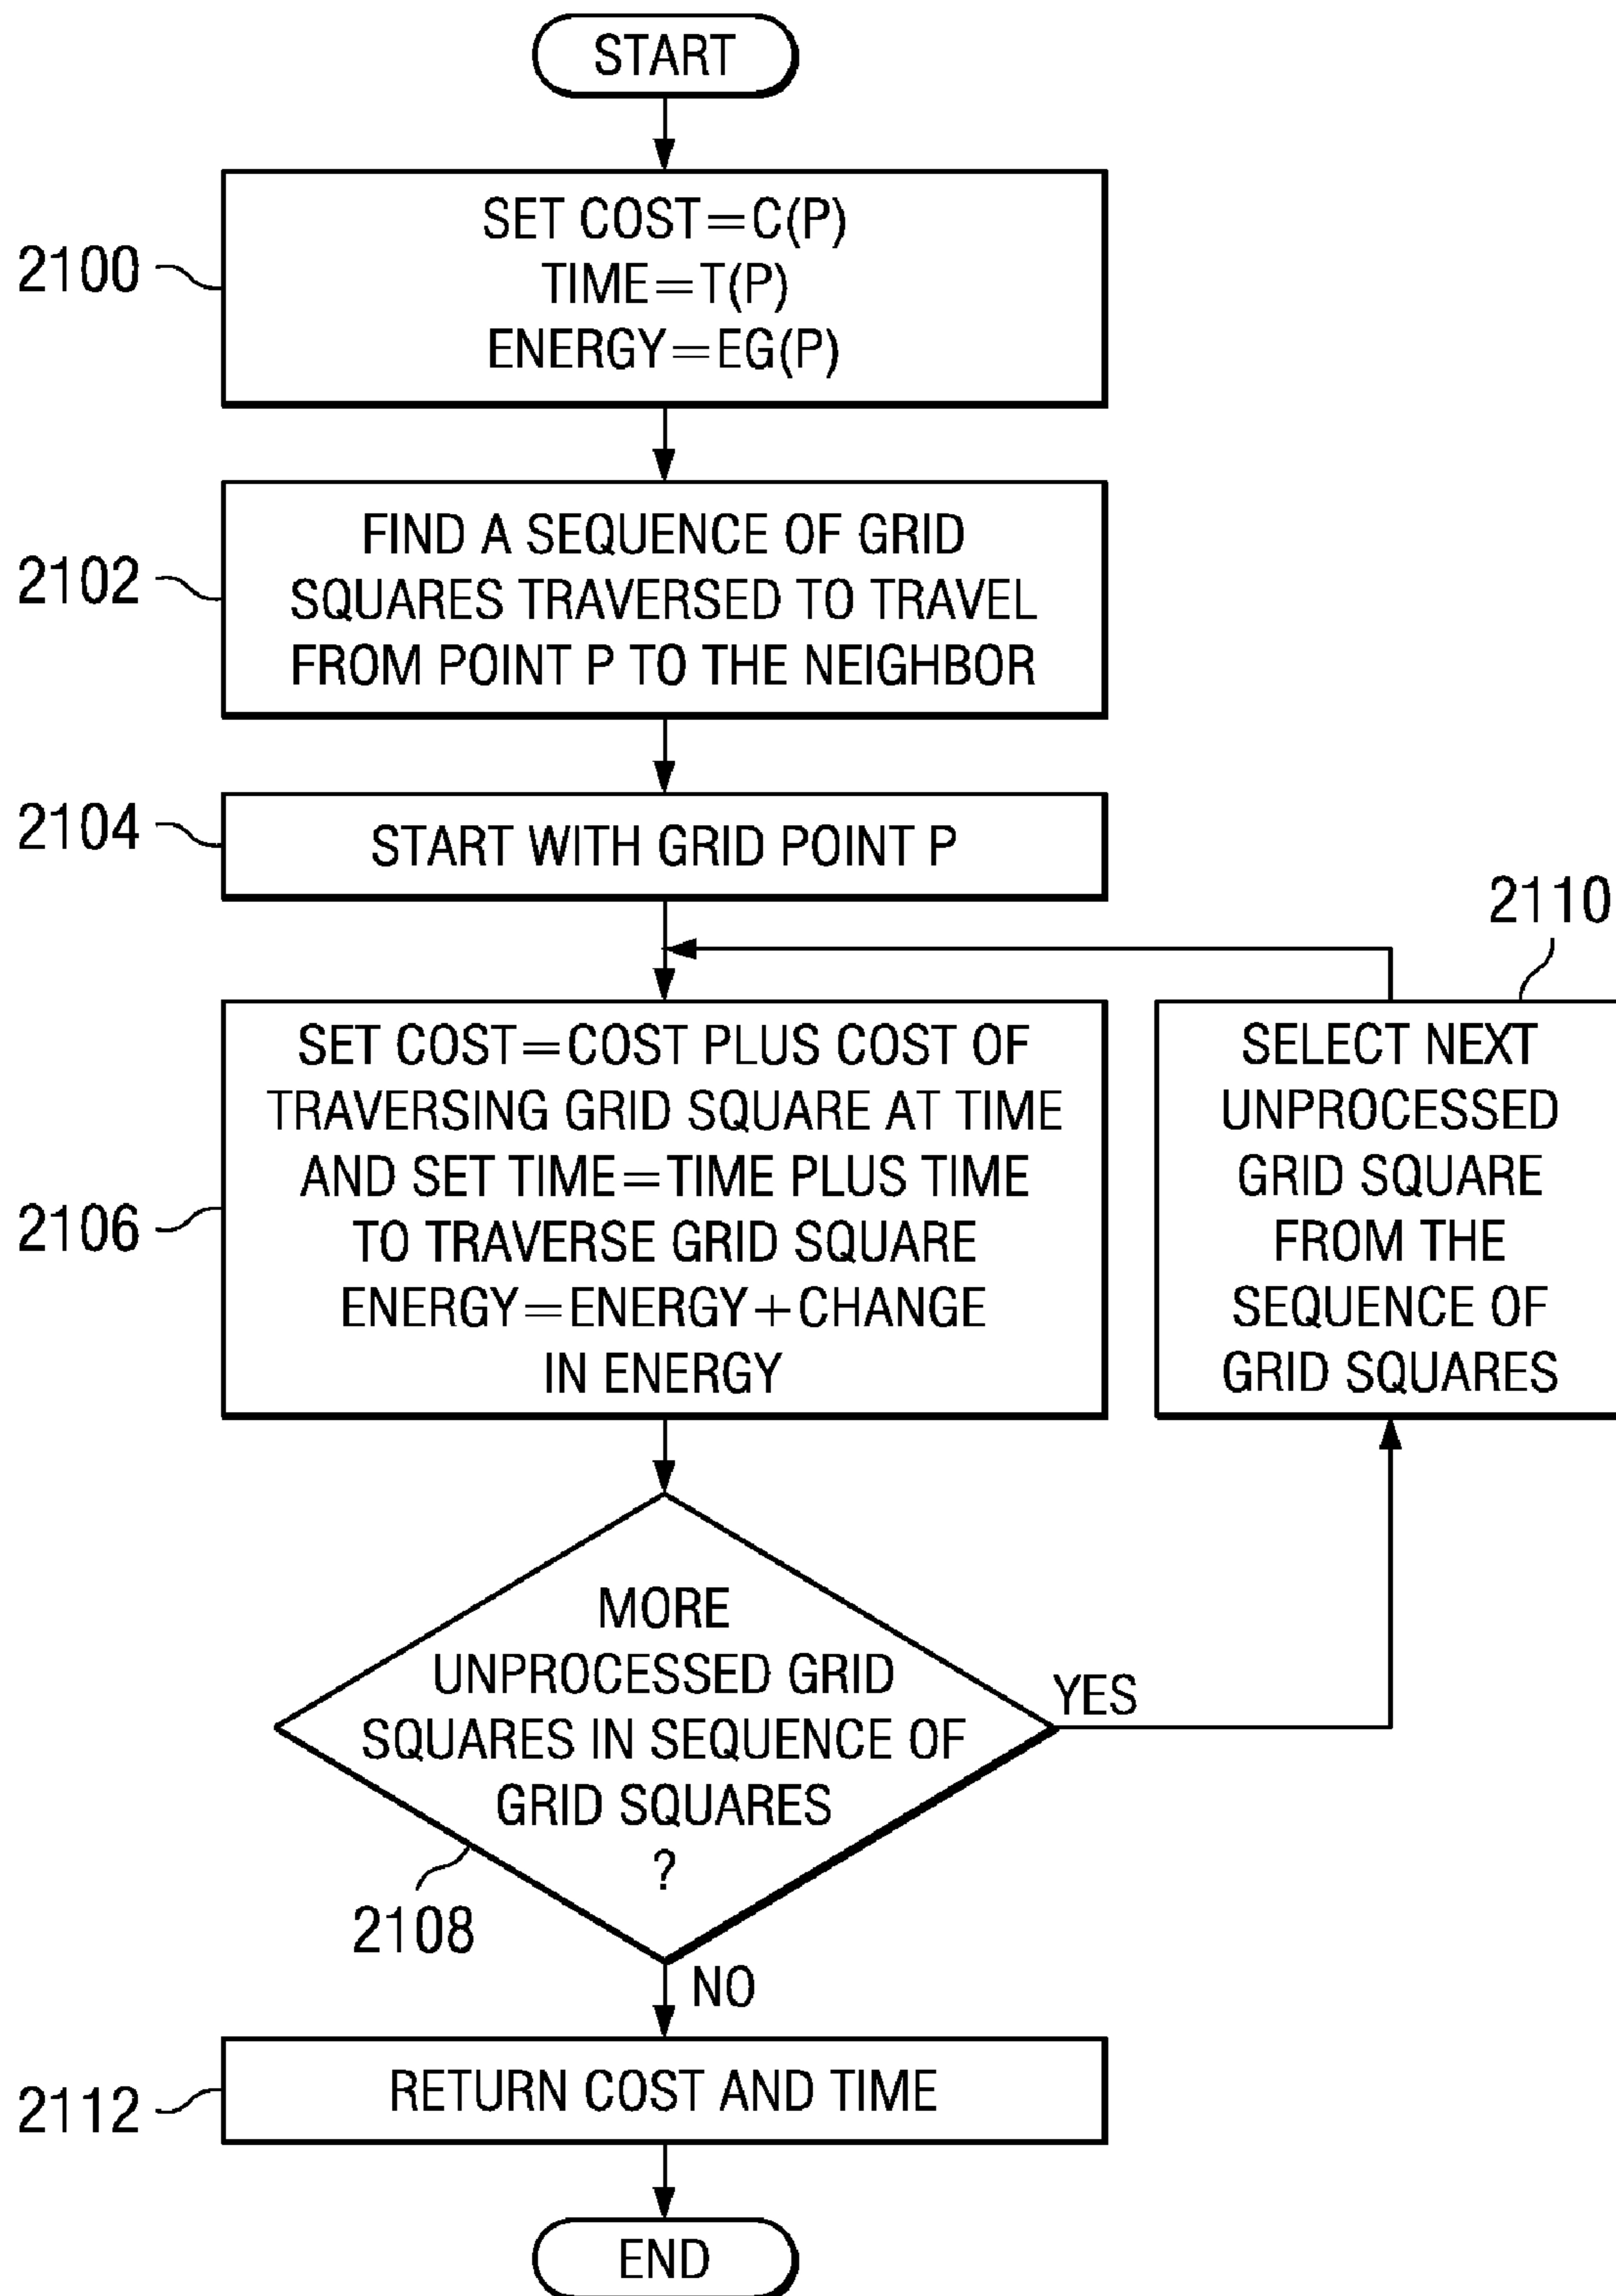 START
2100
SET COST=C(P)
TIME=T(P)
ENERGY=EG(P)
2102
FIND A SEQUENCE OF GRID
SQUARES TRAVERSED TO TRAVEL
FROM POINT P TO THE NEIGHBOR
2104
START WITH GRID POINT P
2106
SET COST=COST PLUS COST OF
TRAVERSING GRID SQUARE AT TIME
AND SET TIME=TIME PLUS TIME
TO TRAVERSE GRID SQUARE
ENERGY=ENERGY+CHANGE
IN ENERGY
2110
SELECT NEXT
UNPROCESSED
GRID SQUARE
FROM THE
SEQUENCE OF
GRID SQUARES
MORE
UNPROCESSED GRID
SQUARES IN SEQUENCE OF
GRID SQUARES
?
YES
2108
NO
2112
RETURN COST AND TIME
END